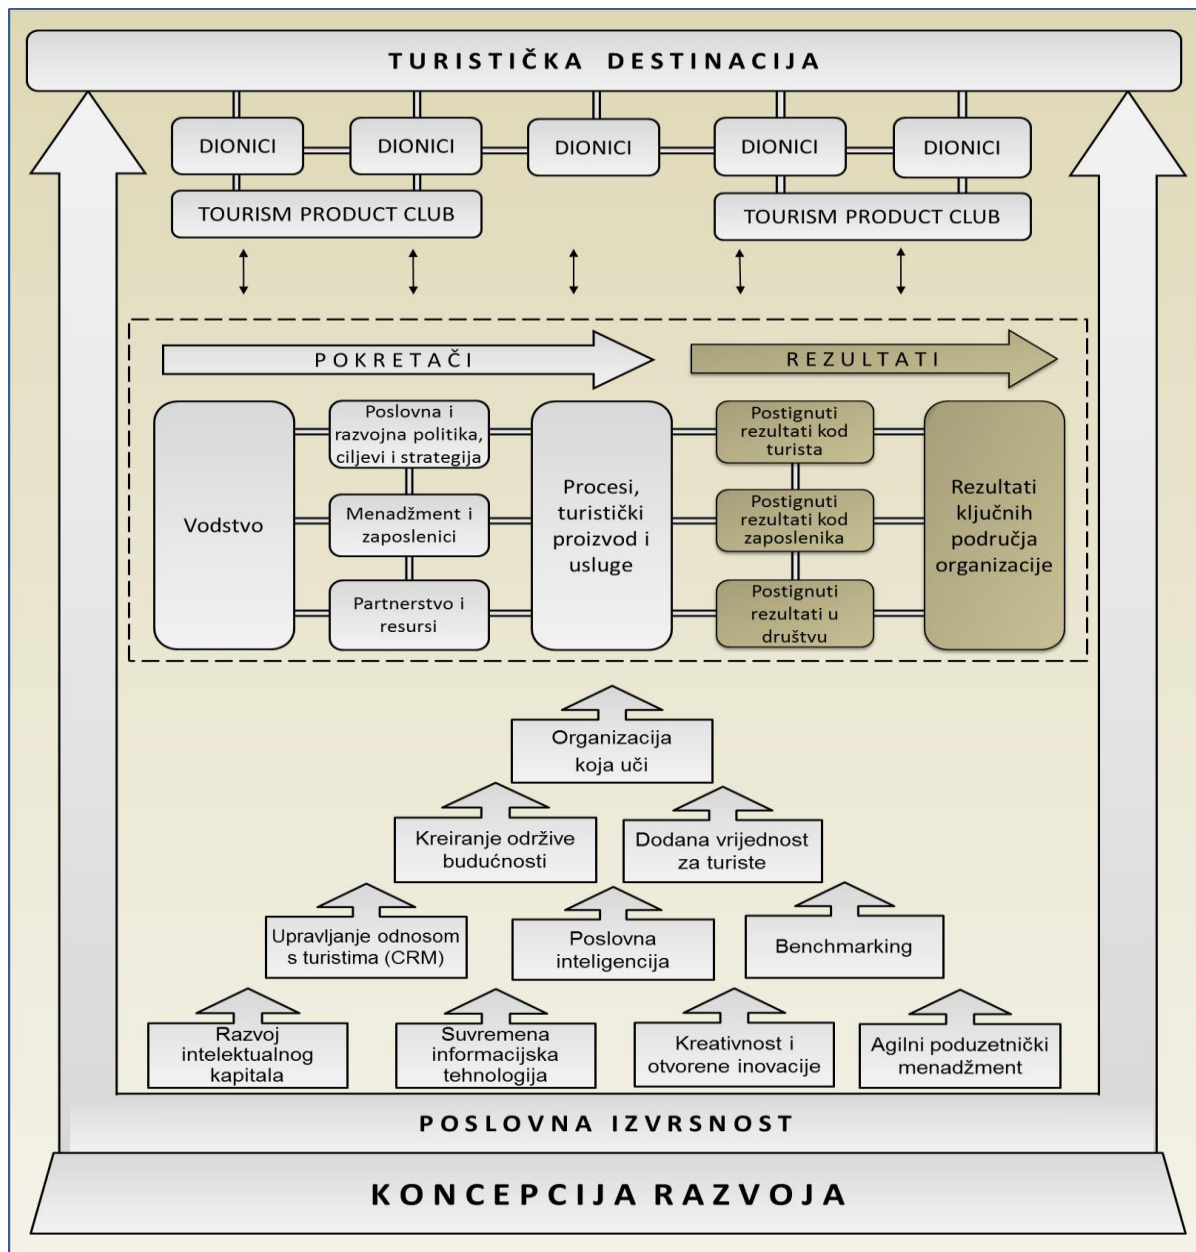 TURISTIČKA DESTINACIJA
DIONICI
DIONICI
DIONICI
DIONICI
DIONICI
TOURISM PRODUCT CLUB
TOURISM PRODUCT CLUB
POKRETAČI
REZULTATI
Vodstvo
Poslovna i
razvojna politika,
ciljevi i strategija
Menadžment i
zaposlenici
Partnerstvo i
resursi
Procesi,
turistički
proizvod i
usluge
Postignuti
rezultati kod
turista
Postignuti
rezultati kod
zaposlenika
Postignuti
rezultati u
društvu
Rezultati
ključnih
područja
organizacije
Organizacija
koja uči
Kreiranje održive
budućnosti
Dodana vrijednost
za turiste
Upravljanje odnosom
s turistima (CRM)
Poslovna
inteligencija
Benchmarking
Razvoj
intelektualnog
kapitala
Suvremena
informacijska
tehnologija
Kreativnost i
otvorene inovacije
Agilni poduzetnički
menadžment
POSLOVNA IZVRSNOST
KONCEPCIJA RAZVOJA